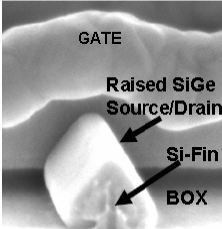 GATE
Raised SiGe
Source/Drain
Si-Fin
BOX